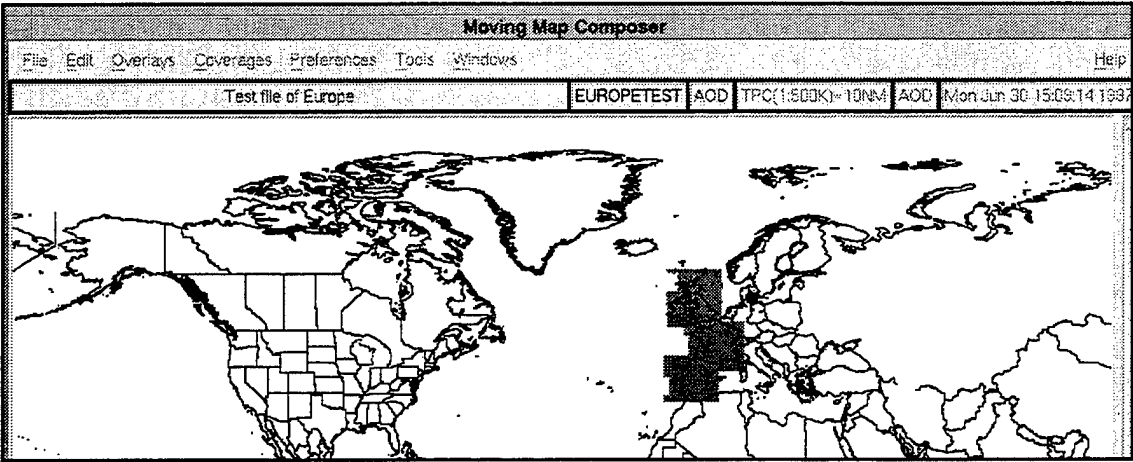 Moving Map Composer
File Edit Overlays Coverages Preferences Tools Windows Help
Test file of Europe EUROPETEST AOD TPC(1:500K)~10NM AOD Mon Jun 30 15:09:14 1997